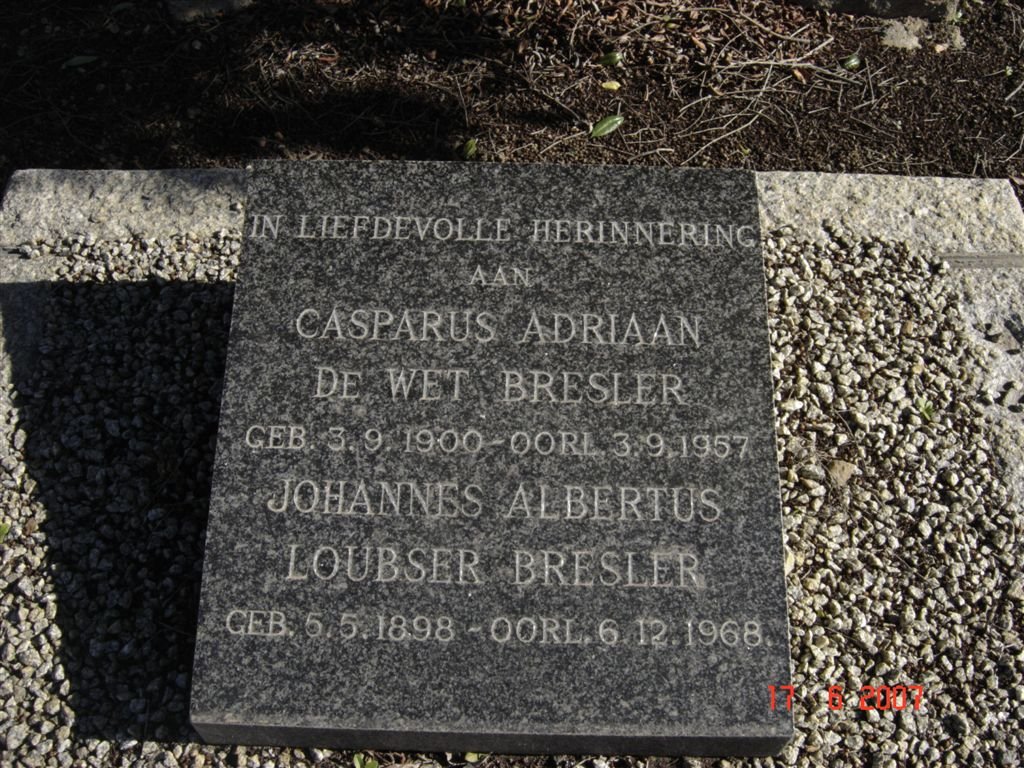 IN LIEFDEVOLLE HERINNERING
AAN
CASPARUS ADRIAAN
DE WET BRESLER
GEB. 3.9.1900 - OORL. 3.9.1957
JOHANNES ALBERTUS
LOUBSER BRESLER
GEB. 5.5.1898 - OORL. 6.12.1968.
17 6 2007